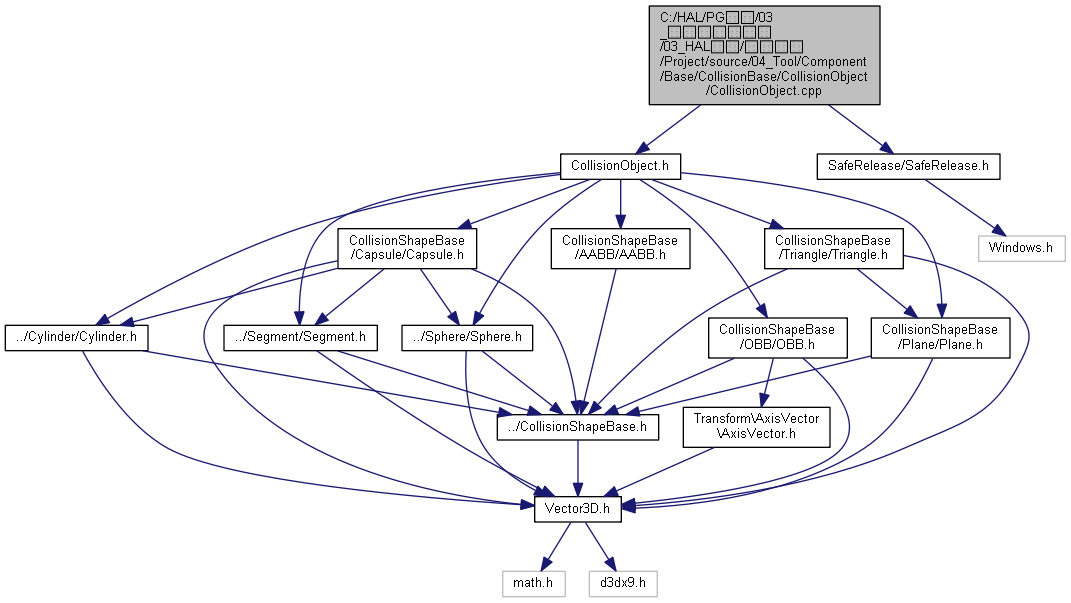 C:/HAL/PG□□/03
_□□□□□□□
/03_HAL□□/□□□□
/Project/source/04_Tool/Component
/Base/CollisionBase/CollisionObject
/CollisionObject.cpp
CollisionObject.h
SafeRelease/SafeRelease.h
CollisionShapeBase
/Capsule/Capsule.h
CollisionShapeBase
/AABB/AABB.h
CollisionShapeBase
/Triangle/Triangle.h
Windows.h
../Cylinder/Cylinder.h
../Segment/Segment.h
../Sphere/Sphere.h
CollisionShapeBase
/OBB/OBB.h
CollisionShapeBase
/Plane/Plane.h
../CollisionShapeBase.h
Transform\AxisVector
\AxisVector.h
Vector3D.h
math.h
d3dx9.h